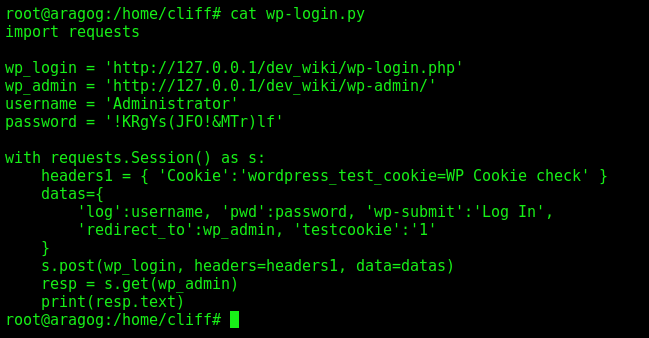 root@aragog:/home/cliff# cat wp-login.py
import requests

wp_login = 'http://127.0.0.1/dev_wiki/wp-login.php'
wp_admin = 'http://127.0.0.1/dev_wiki/wp-admin/'
username = 'Administrator'
password = '!KRgYs(JFO!&MTr)lf'

with requests.Session() as s:
    headers1 = { 'Cookie':'wordpress_test_cookie=WP Cookie check' }
    datas={
        'log':username, 'pwd':password, 'wp-submit':'Log In',
        'redirect_to':wp_admin, 'testcookie':'1'
    }
    s.post(wp_login, headers=headers1, data=datas)
    resp = s.get(wp_admin)
    print(resp.text)
root@aragog:/home/cliff#